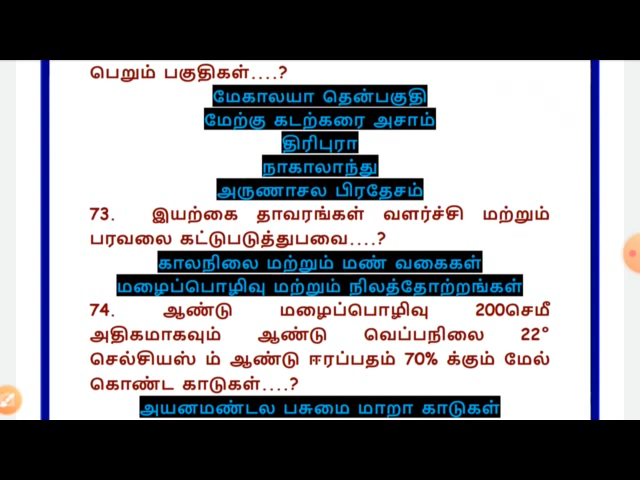 பெறும் பகுதிகள்....?
மேகாலயா தென்பகுதி
மேற்கு கடற்கரை அசாம்
திரிபுரா
நாகாலாந்து
அருணாசல பிரதேசம்
73. இயற்கை தாவரங்கள் வளர்ச்சி மற்றும்
பரவலை கட்டுபடுத்துபவை....?
காலநிலை மற்றும் மண் வகைகள்
மழைப்பொழிவு மற்றும் நிலத்தோற்றங்கள்
74. ஆண்டு மழைப்பொழிவு 200செமீ
அதிகமாகவும் ஆண்டு வெப்பநிலை 22°
செல்சியஸ் ம் ஆண்டு ஈரப்பதம் 70% க்கும் மேல்
கொண்ட காடுகள்....?
அயனமண்டல பசுமை மாறா காடுகள்